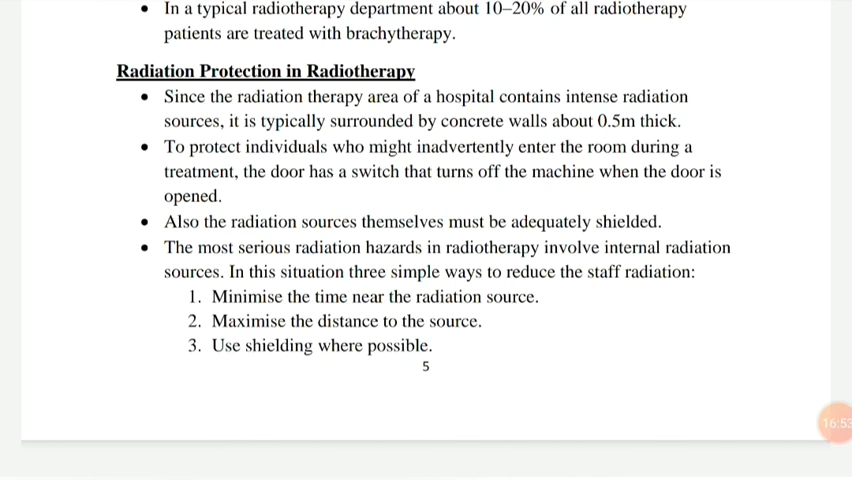 • In a typical radiotherapy department about 10–20% of all radiotherapy
patients are treated with brachytherapy.
Radiation Protection in Radiotherapy
• Since the radiation therapy area of a hospital contains intense radiation
sources, it is typically surrounded by concrete walls about 0.5m thick.
• To protect individuals who might inadvertently enter the room during a
treatment, the door has a switch that turns off the machine when the door is
opened.
• Also the radiation sources themselves must be adequately shielded.
• The most serious radiation hazards in radiotherapy involve internal radiation
sources. In this situation three simple ways to reduce the staff radiation:
1. Minimise the time near the radiation source.
2. Maximise the distance to the source.
3. Use shielding where possible.
5
16:53